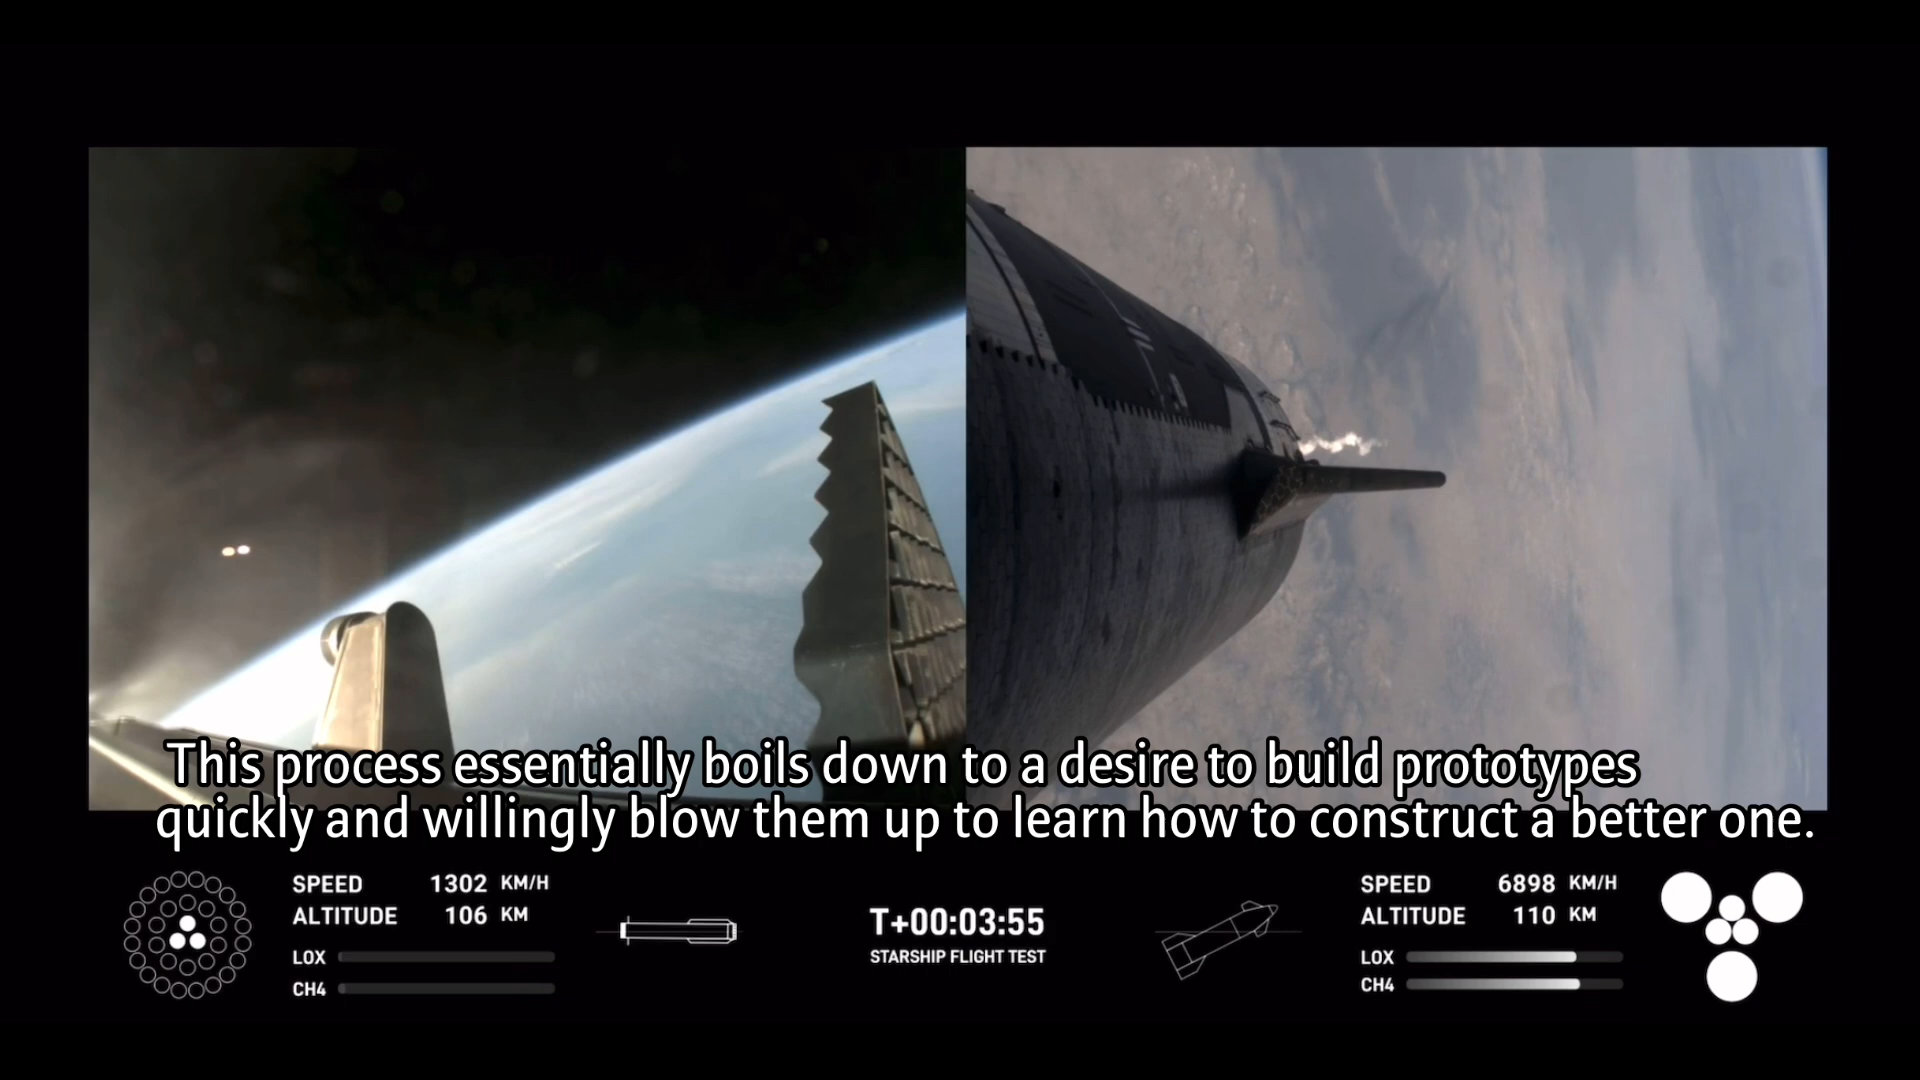 This process essentially boils down to a desire to build prototypes
quickly and willingly blow them up to learn how to construct a better one.
SPEED 1302 KM/H
ALTITUDE 106 KM
LOX
CH4
T+00:03:55
STARSHIP FLIGHT TEST
SPEED 6898 KM/H
ALTITUDE 110 KM
LOX
CH4